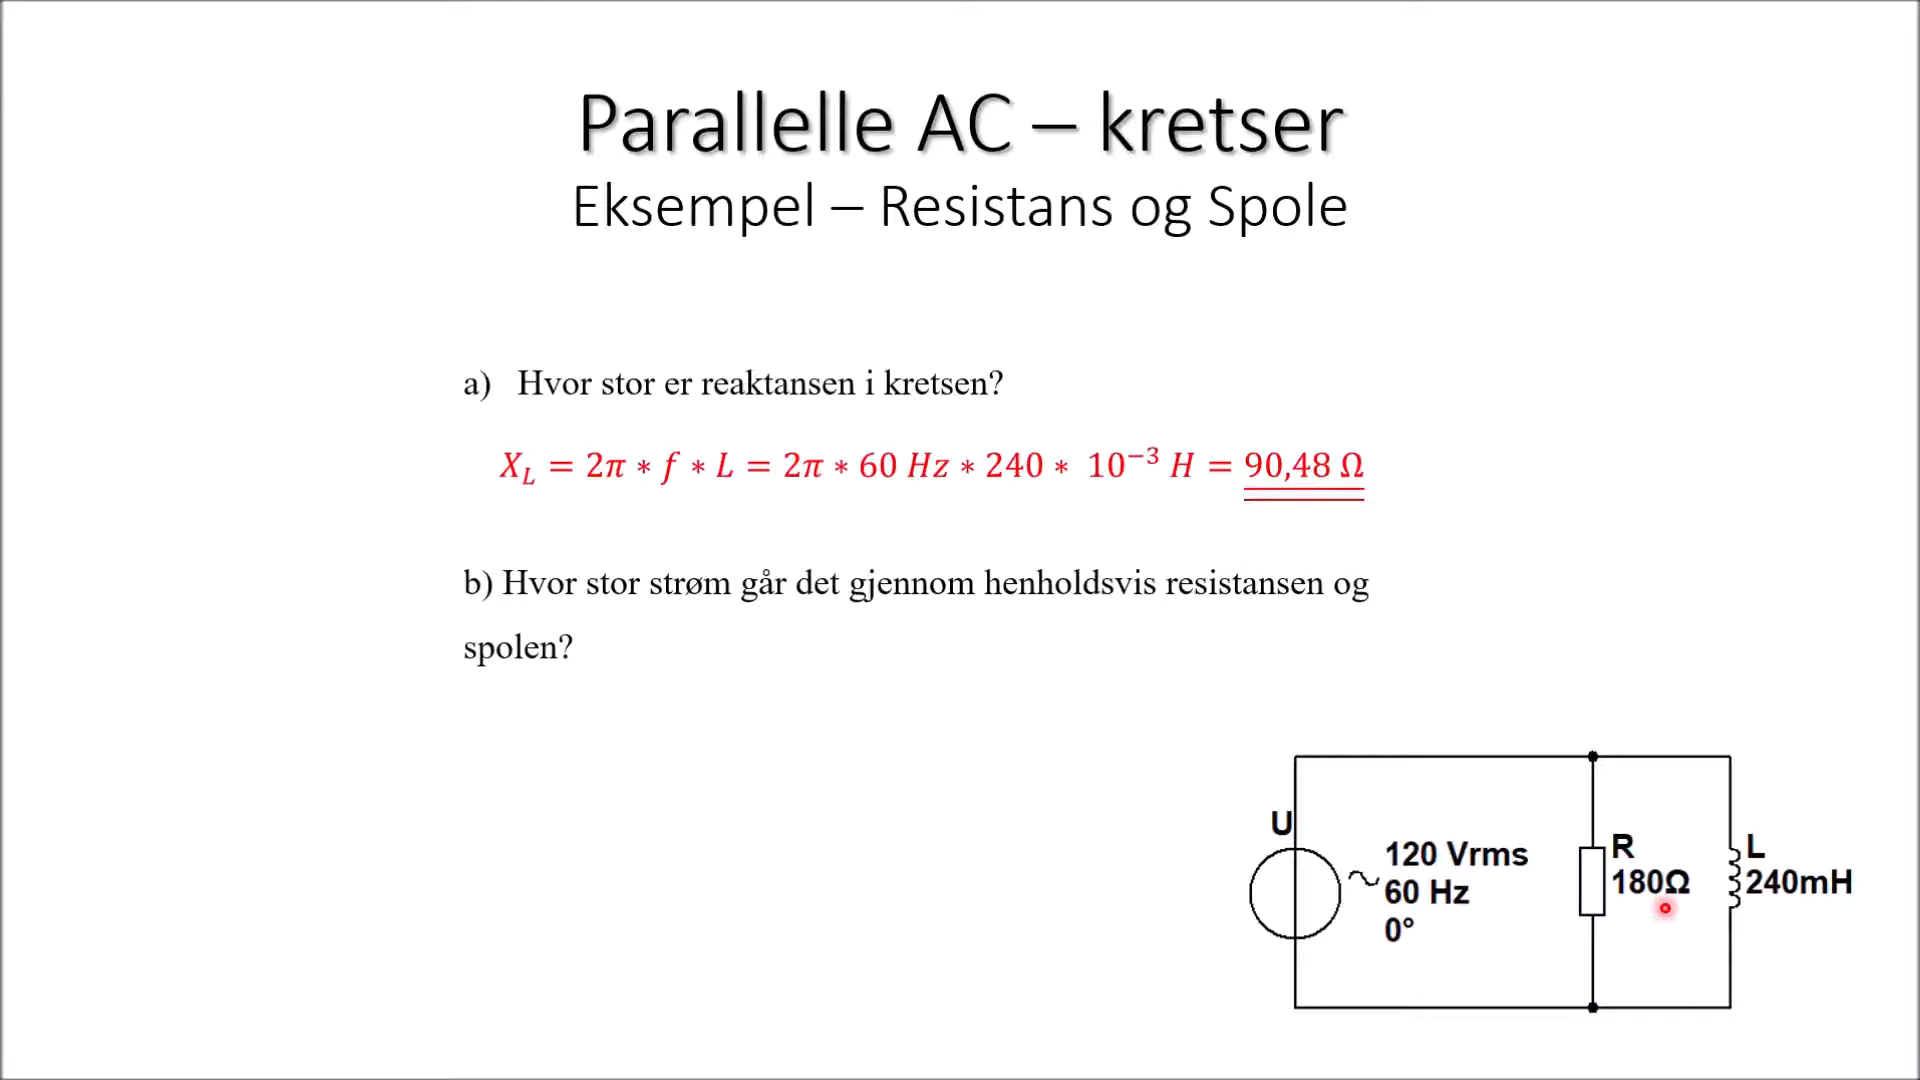 Parallelle AC – kretser
Eksempel – Resistans og Spole
a) Hvor stor er reaktansen i kretsen?
X_L = 2π * f * L = 2π * 60 Hz * 240 * 10⁻³ H = 90,48 Ω
b) Hvor stor strøm går det gjennom henholdsvis resistansen og
spolen?
U
120 Vrms
60 Hz
0°
R
180Ω
L
240mH